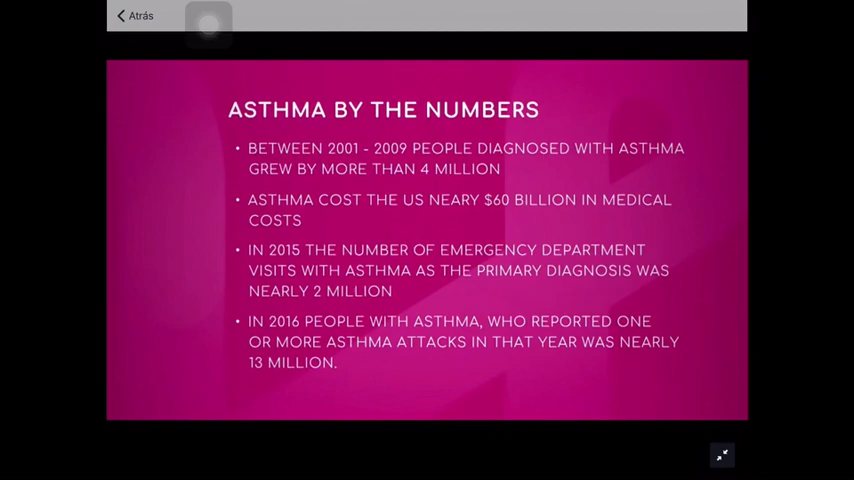 Atrás
ASTHMA BY THE NUMBERS
• BETWEEN 2001 - 2009 PEOPLE DIAGNOSED WITH ASTHMA
GREW BY MORE THAN 4 MILLION
• ASTHMA COST THE US NEARY $60 BILLION IN MEDICAL
COSTS
• IN 2015 THE NUMBER OF EMERGENCY DEPARTMENT
VISITS WITH ASTHMA AS THE PRIMARY DIAGNOSIS WAS
NEARLY 2 MILLION
• IN 2016 PEOPLE WITH ASTHMA, WHO REPORTED ONE
OR MORE ASTHMA ATTACKS IN THAT YEAR WAS NEARLY
13 MILLION.